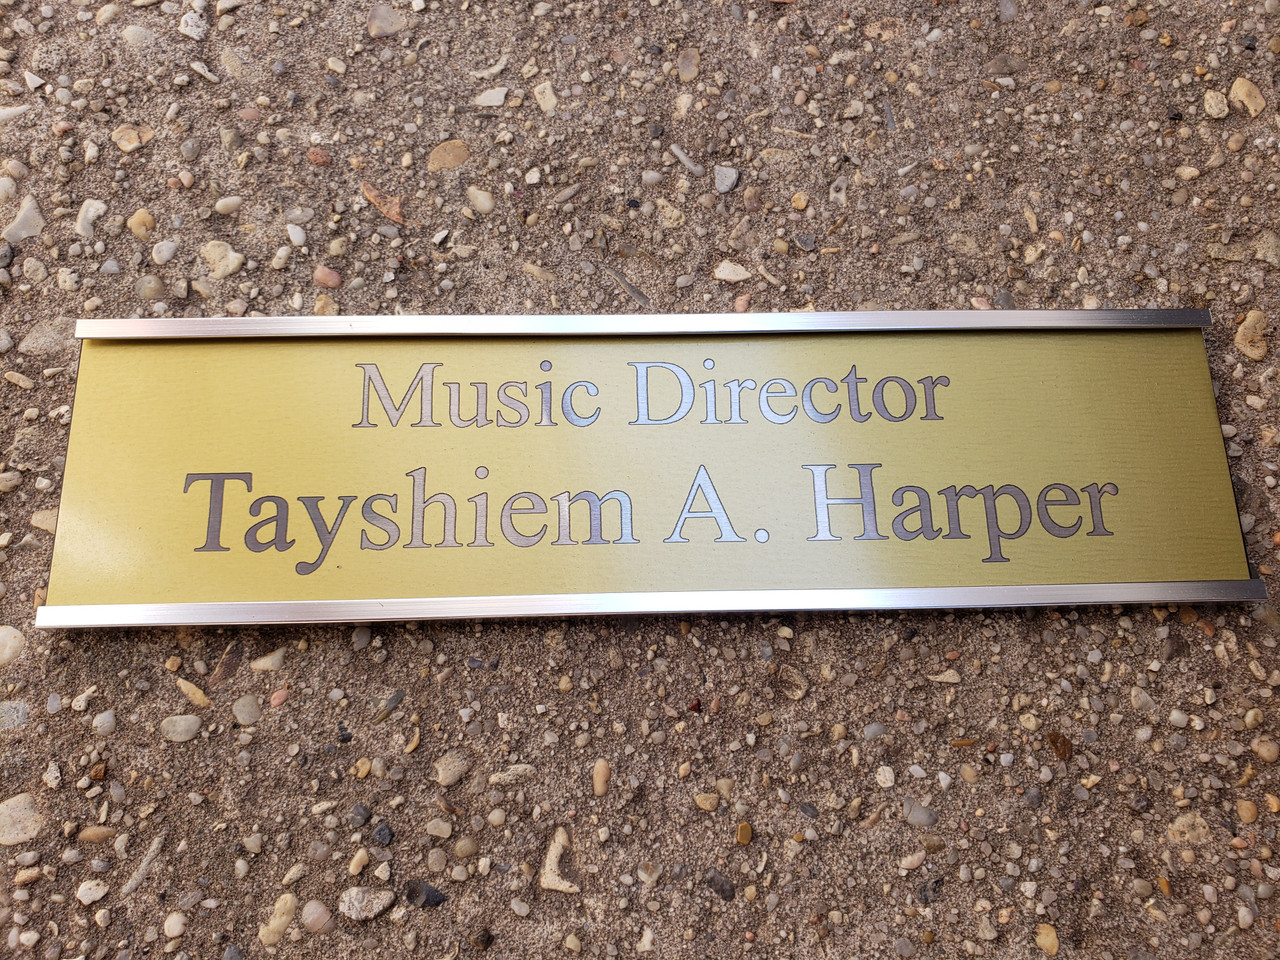 Music Director
Tayshiem A. Harper